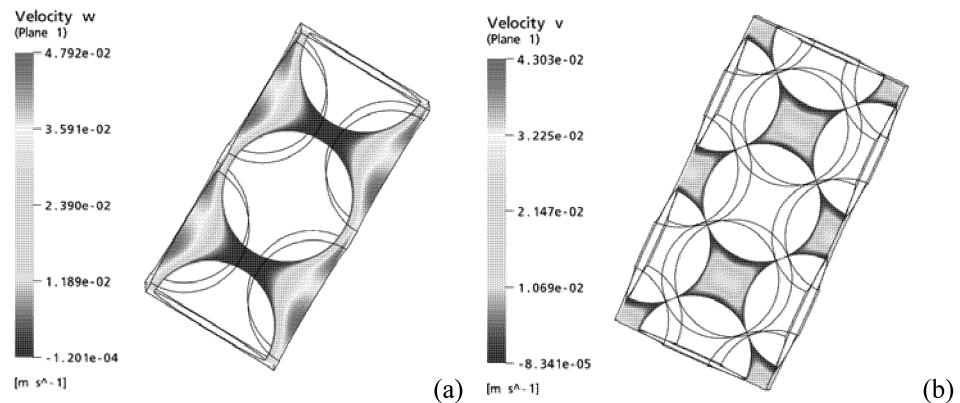 Velocity w
(Plane 1)
4.792e-02
3.591e-02
2.390e-02
1.189e-02
-1.201e-04
[m s^-1]
(a)
Velocity v
(Plane 1)
4.303e-02
3.225e-02
2.147e-02
1.069e-02
-8.341e-05
[m s^-1]
(b)